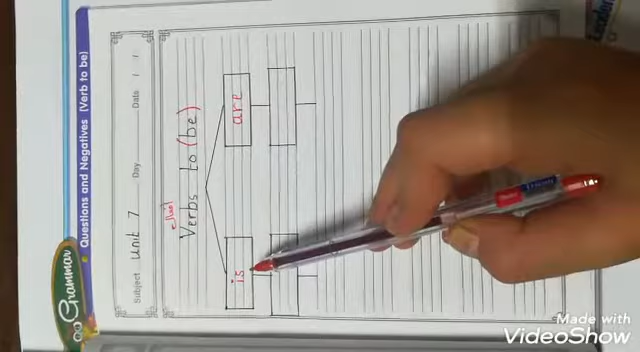 Grammar
Questions and Negatives (Verb to be)
Subject Unit 7 Day Data / /
Verbs to (be)
is are
Made with
VideoShow